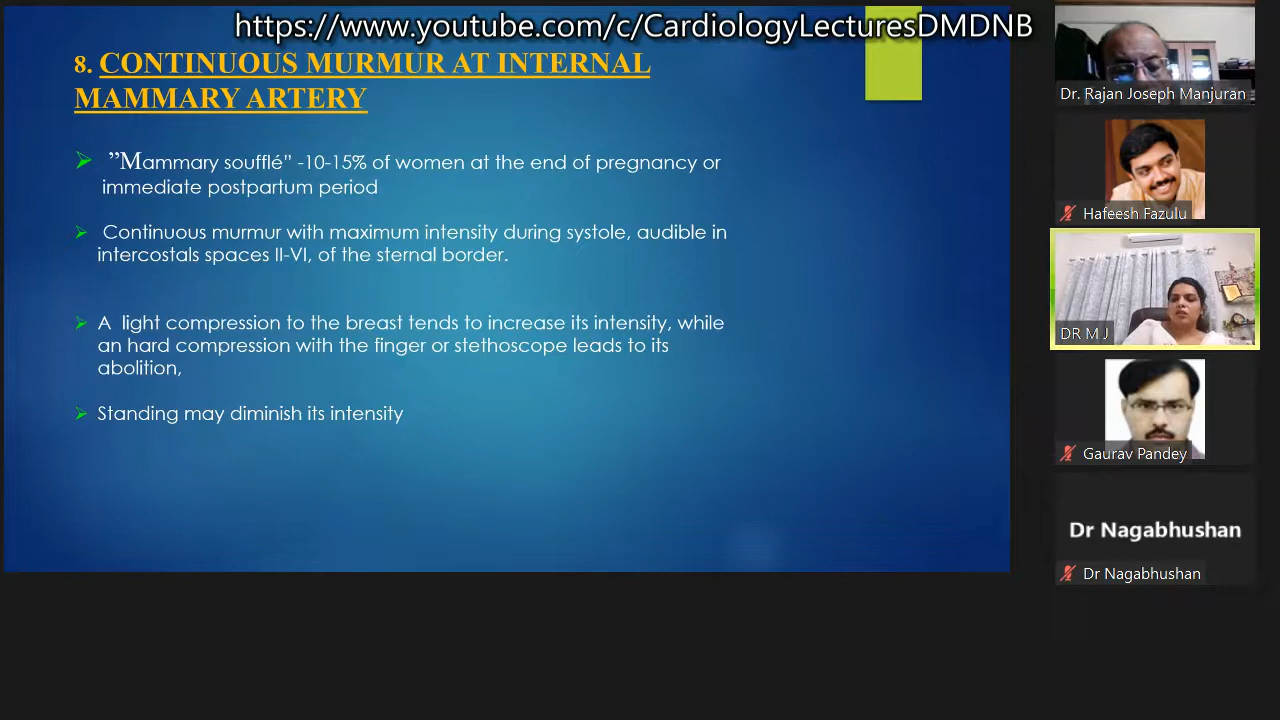 https://www.youtube.com/c/CardiologyLecturesDMDNB
8. CONTINUOUS MURMUR AT INTERNAL
MAMMARY ARTERY
”Mammary soufflé” -10-15% of women at the end of pregnancy or
immediate postpartum period
Continuous murmur with maximum intensity during systole, audible in
intercostals spaces II-VI, of the sternal border.
A light compression to the breast tends to increase its intensity, while
an hard compression with the finger or stethoscope leads to its
abolition,
Standing may diminish its intensity
Dr. Rajan Joseph Manjuran
Hafeesh Fazulu
DR M J
Gaurav Pandey
Dr Nagabhushan
Dr Nagabhushan